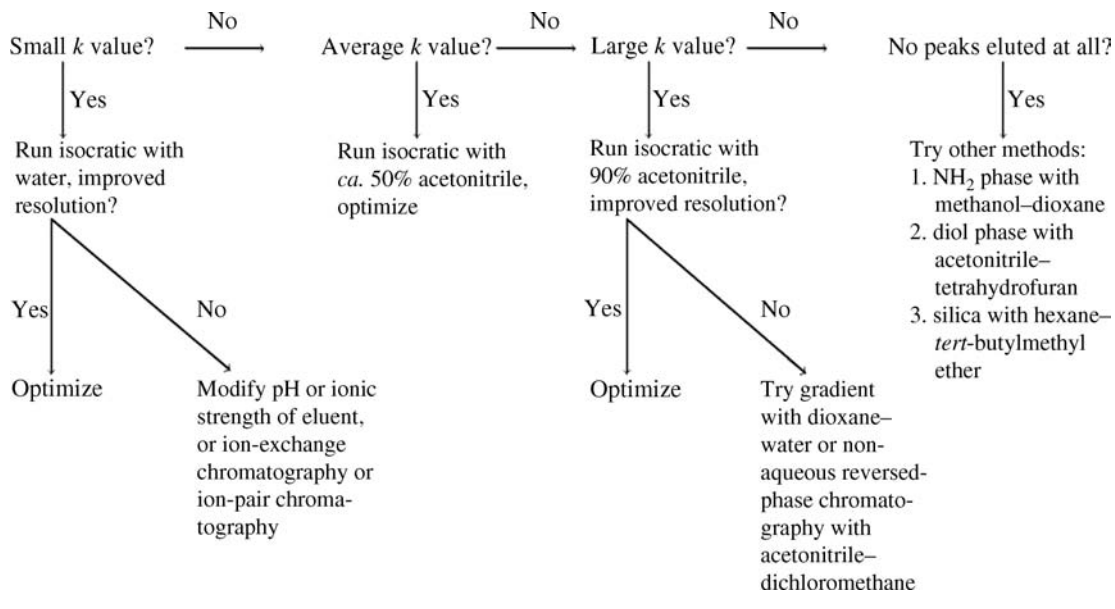 Small k value?
No
Average k value?
No
Large k value?
No
No peaks eluted at all?
Yes
Yes
Yes
Yes
Run isocratic with
water, improved
resolution?
Run isocratic with
ca. 50% acetonitrile,
optimize
Run isocratic with
90% acetonitrile,
improved resolution?
Try other methods:
1. NH₂ phase with
methanol–dioxane
2. diol phase with
acetonitrile–
tetrahydrofuran
3. silica with hexane–
tert-butylmethyl
ether
Yes
No
Yes
No
Optimize
Modify pH or ionic
strength of eluent,
or ion-exchange
chromatography or
ion-pair chroma-
tography
Optimize
Try gradient
with dioxane–
water or non-
aqueous reversed-
phase chromato-
graphy with
acetonitrile–
dichloromethane